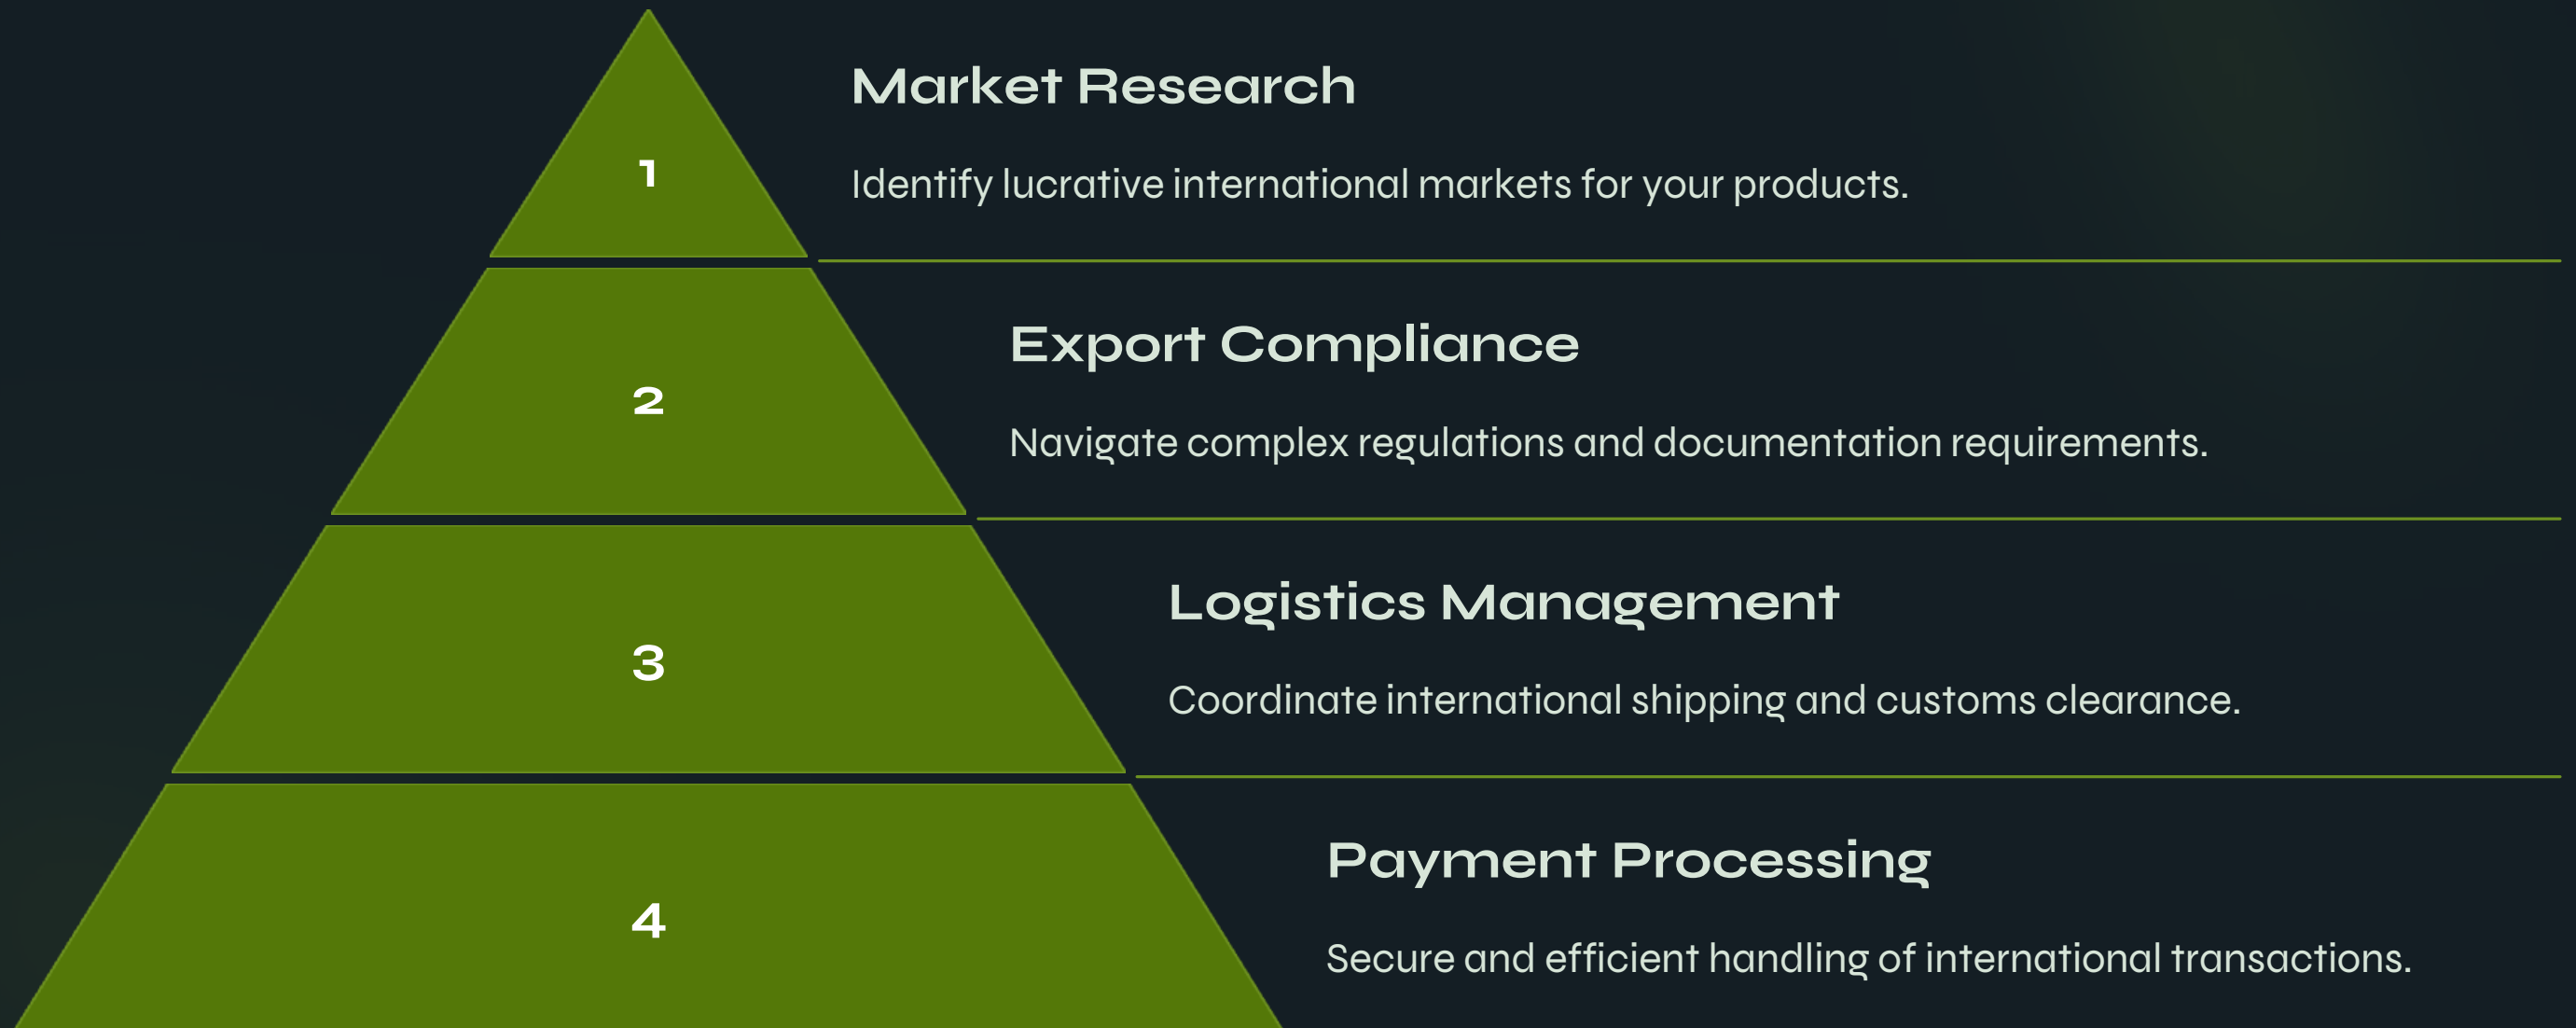 Market Research
1
Identify lucrative international markets for your products.
Export Compliance
2
Navigate complex regulations and documentation requirements.
Logistics Management
3
Coordinate international shipping and customs clearance.
Payment Processing
4
Secure and efficient handling of international transactions.